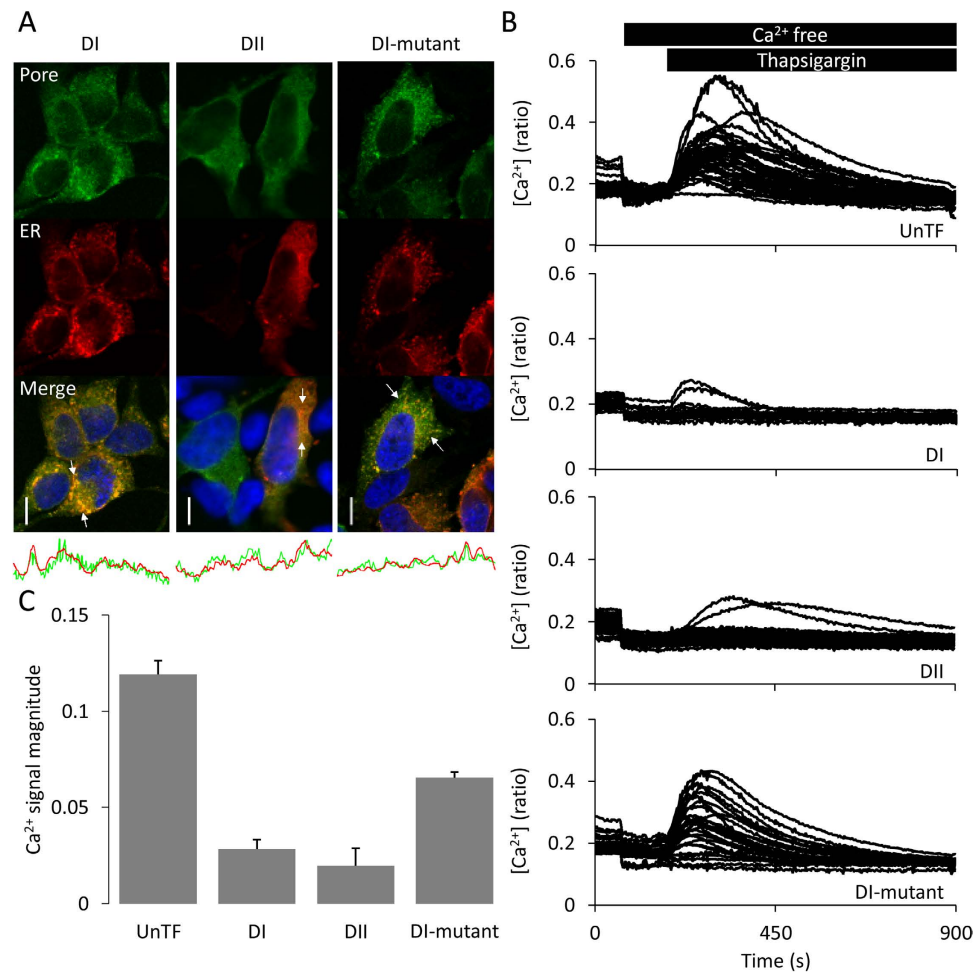 A
DI
DII
DI-mutant
Pore
ER
Merge
B
Ca²⁺ free
Thapsigargin
0.6
0.4
0.2
0
[Ca²⁺] (ratio)
UnTF
0.6
0.4
0.2
0
[Ca²⁺] (ratio)
DI
0.6
0.4
0.2
0
[Ca²⁺] (ratio)
DII
0.6
0.4
0.2
0
[Ca²⁺] (ratio)
DI-mutant
0
450
900
Time (s)
C
0.15
0.1
0.05
0
Ca²⁺ signal magnitude
UnTF
DI
DII
DI-mutant